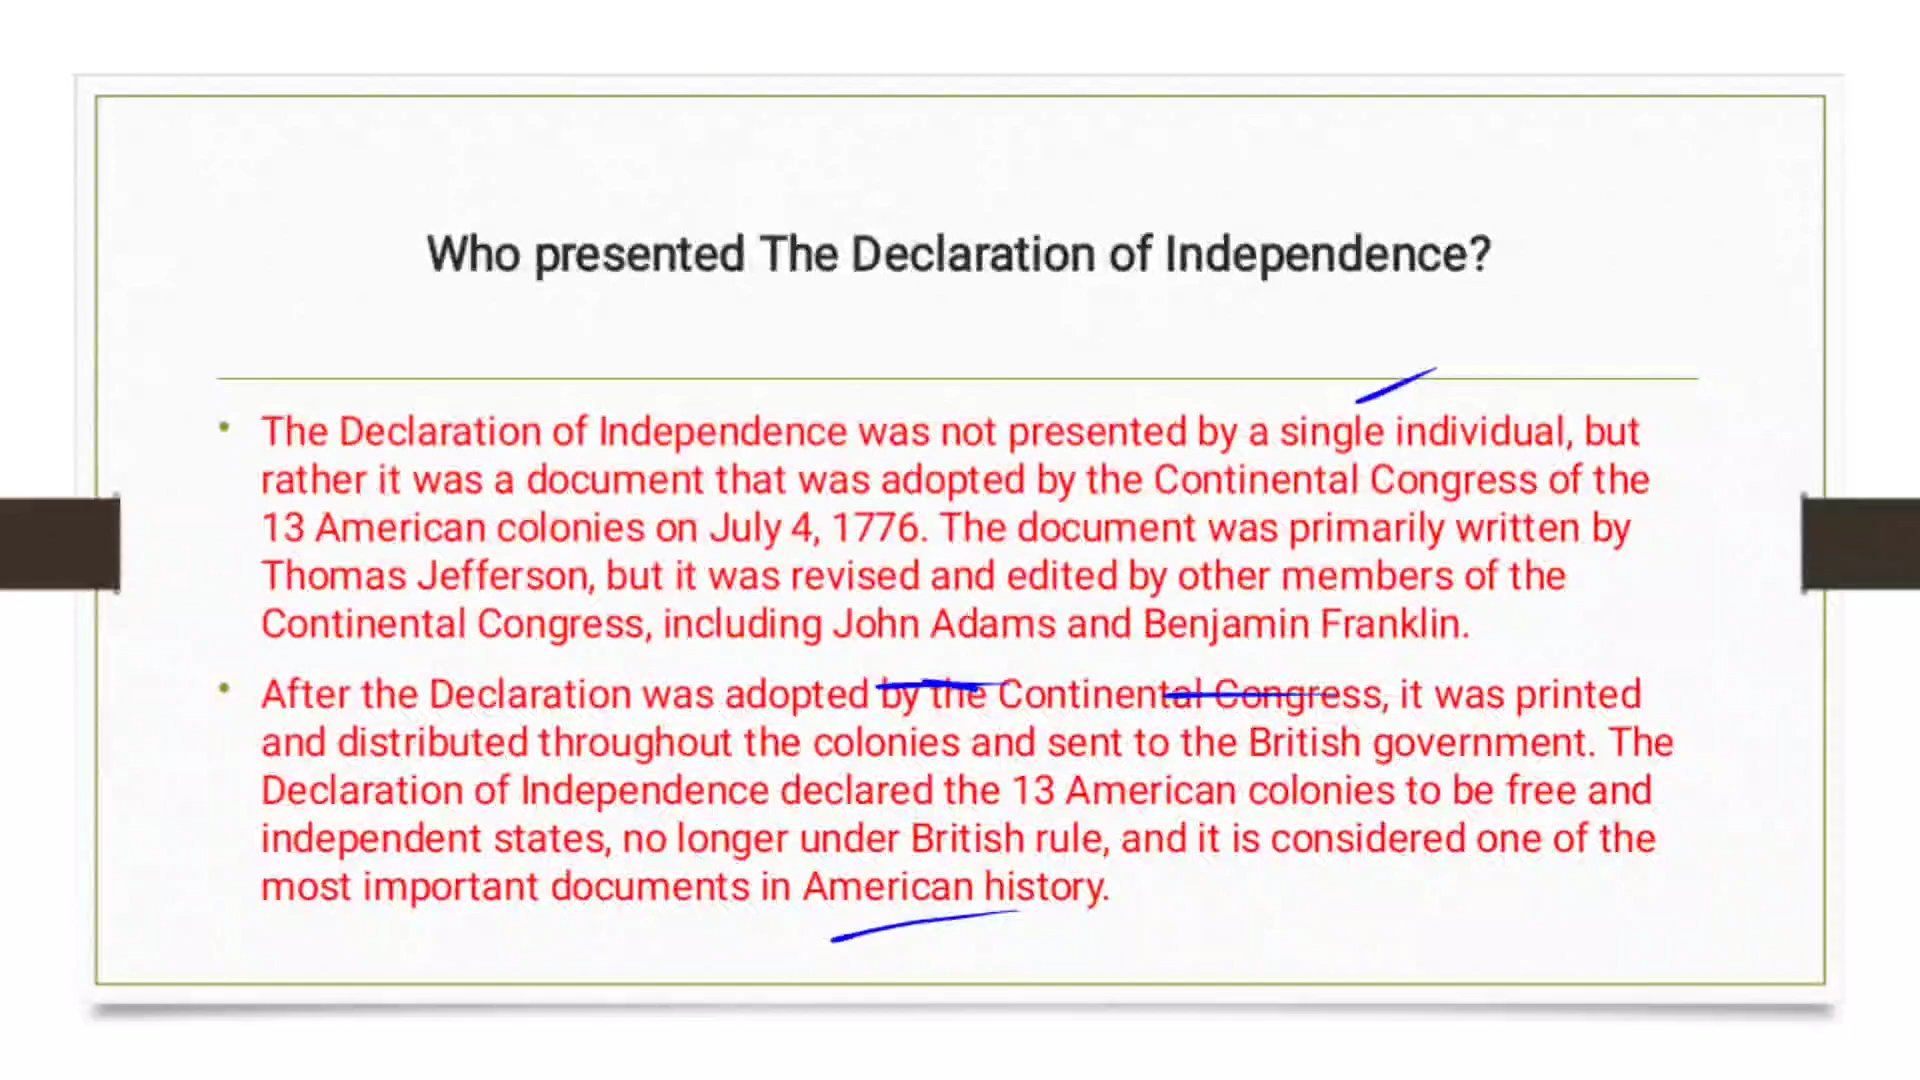 Who presented The Declaration of Independence?
• The Declaration of Independence was not presented by a single individual, but
rather it was a document that was adopted by the Continental Congress of the
13 American colonies on July 4, 1776. The document was primarily written by
Thomas Jefferson, but it was revised and edited by other members of the
Continental Congress, including John Adams and Benjamin Franklin.
• After the Declaration was adopted by the Continental Congress, it was printed
and distributed throughout the colonies and sent to the British government. The
Declaration of Independence declared the 13 American colonies to be free and
independent states, no longer under British rule, and it is considered one of the
most important documents in American history.